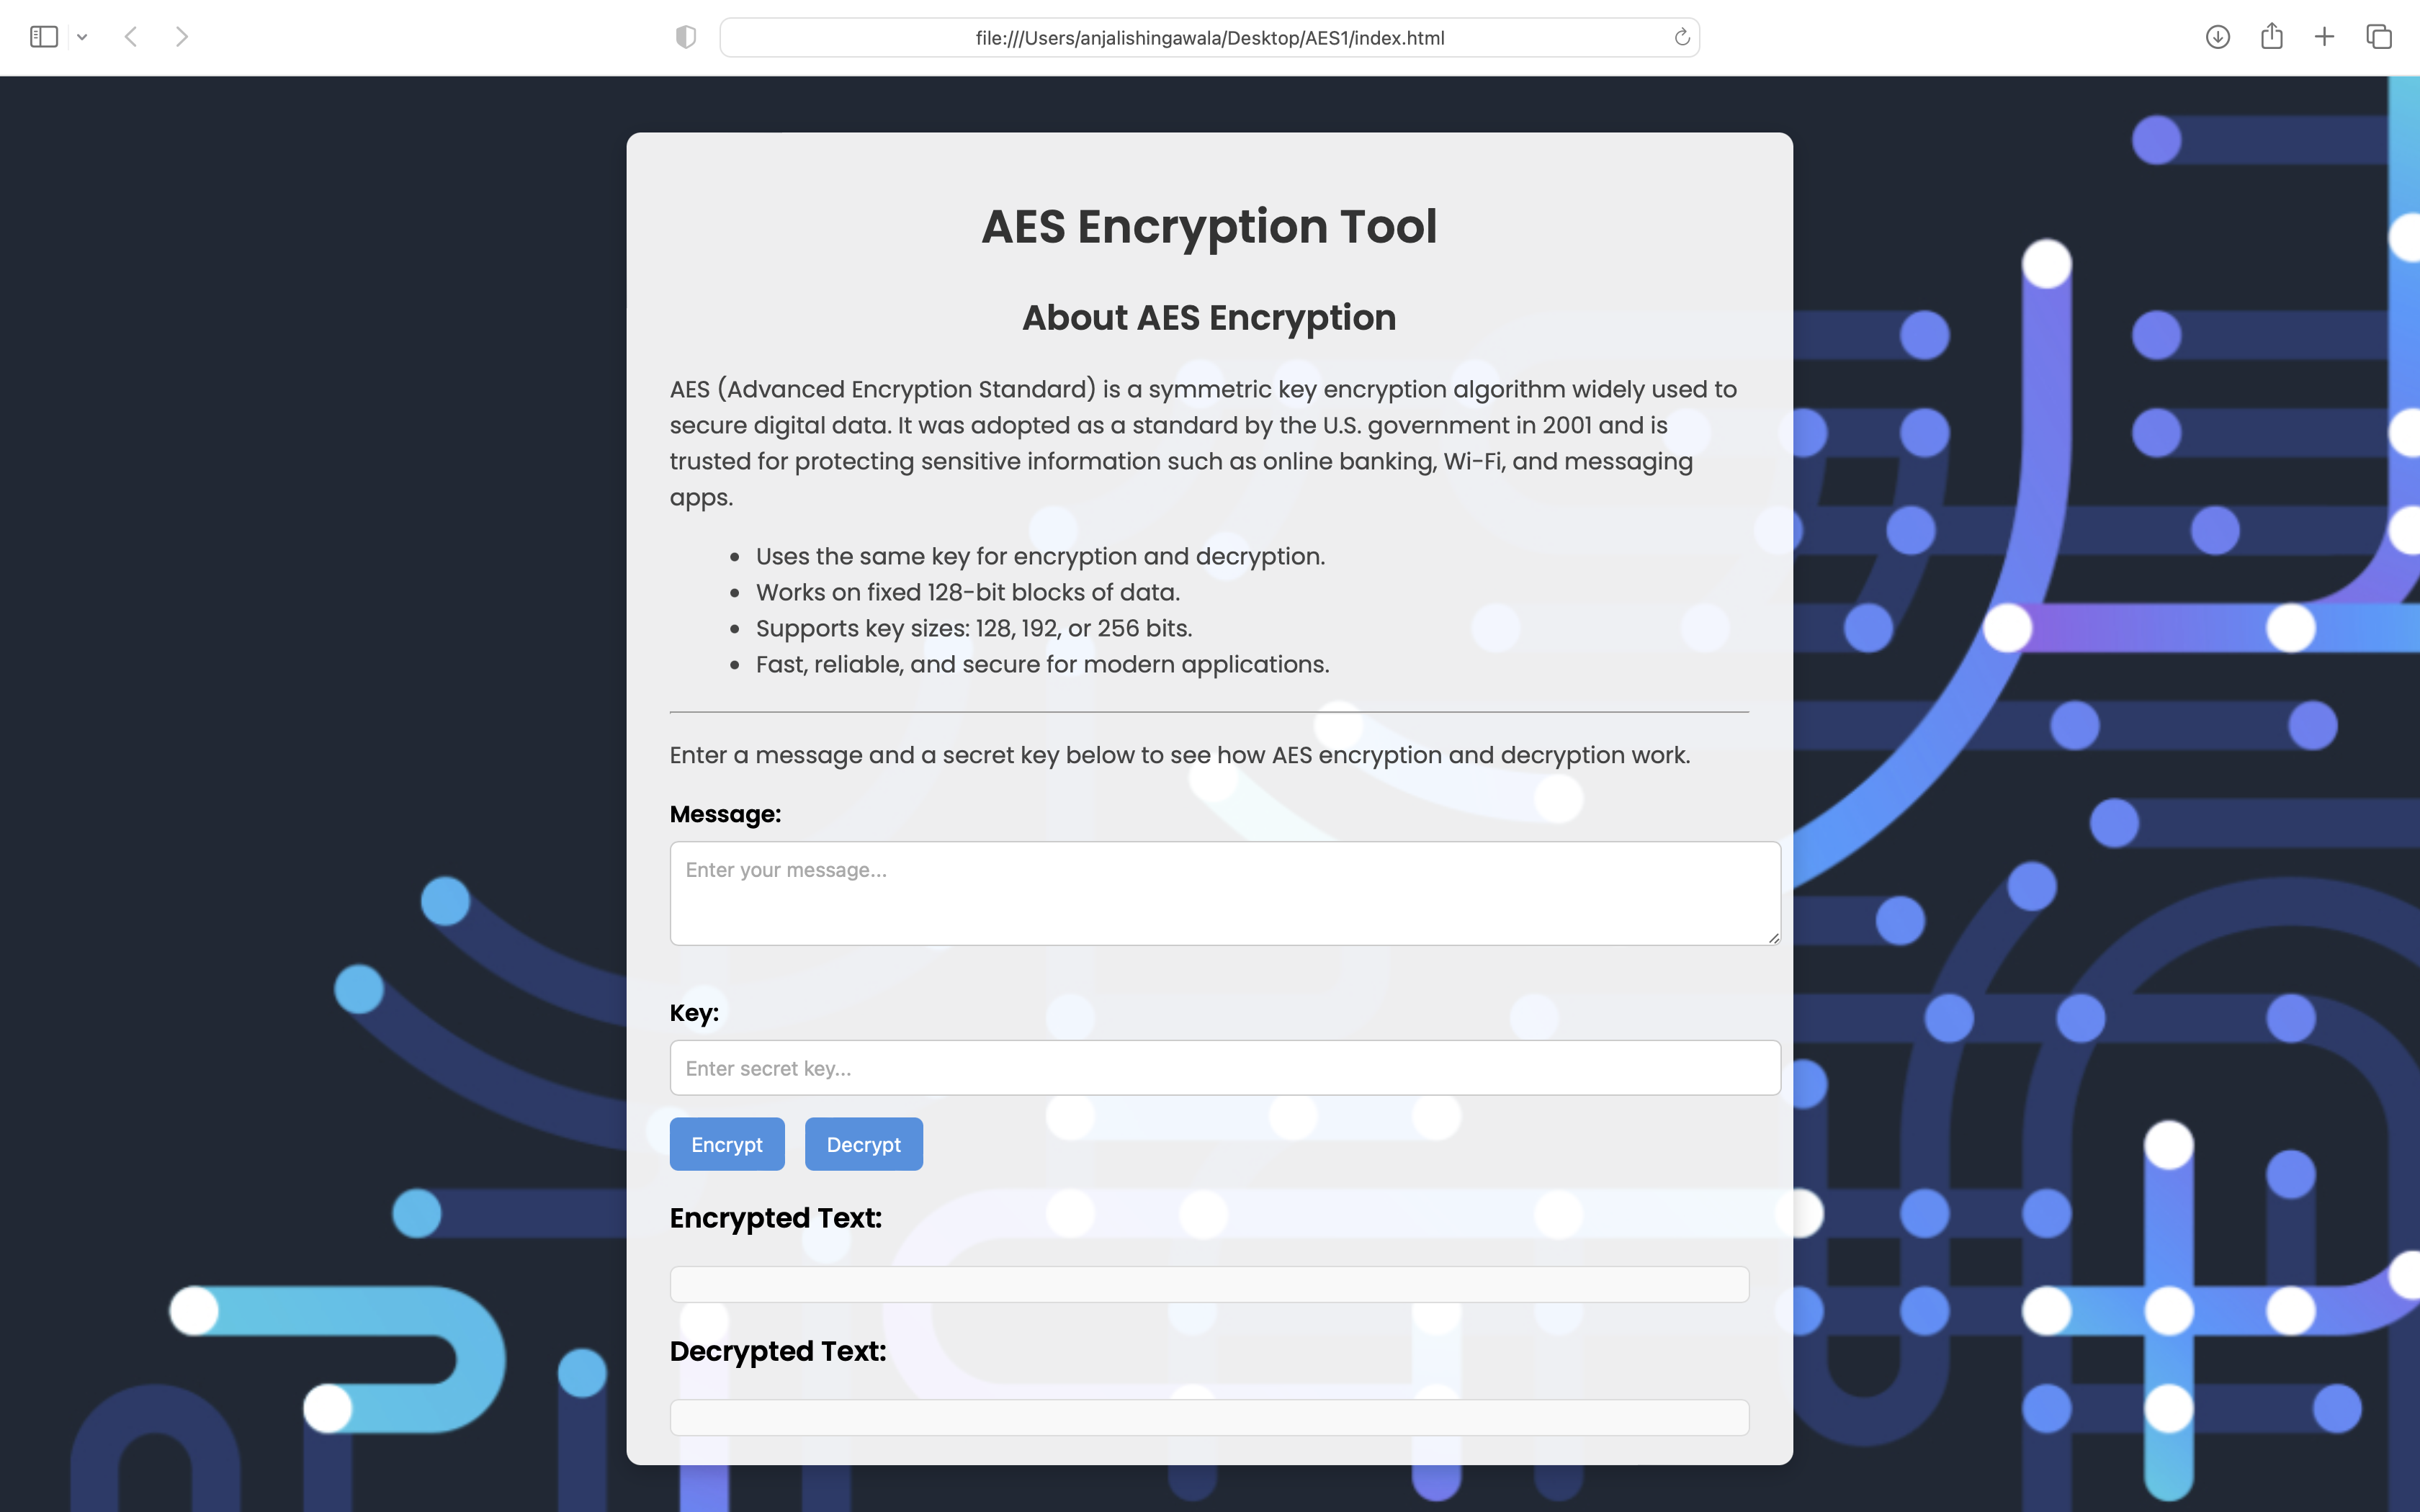 file:///Users/anjalishingawala/Desktop/AES1/index.html
AES Encryption Tool
About AES Encryption
AES (Advanced Encryption Standard) is a symmetric key encryption algorithm widely used to
secure digital data. It was adopted as a standard by the U.S. government in 2001 and is
trusted for protecting sensitive information such as online banking, Wi-Fi, and messaging
apps.
• Uses the same key for encryption and decryption.
• Works on fixed 128-bit blocks of data.
• Supports key sizes: 128, 192, or 256 bits.
• Fast, reliable, and secure for modern applications.
Enter a message and a secret key below to see how AES encryption and decryption work.
Message:
Enter your message...
Key:
Enter secret key...
Encrypt Decrypt
Encrypted Text:
Decrypted Text: